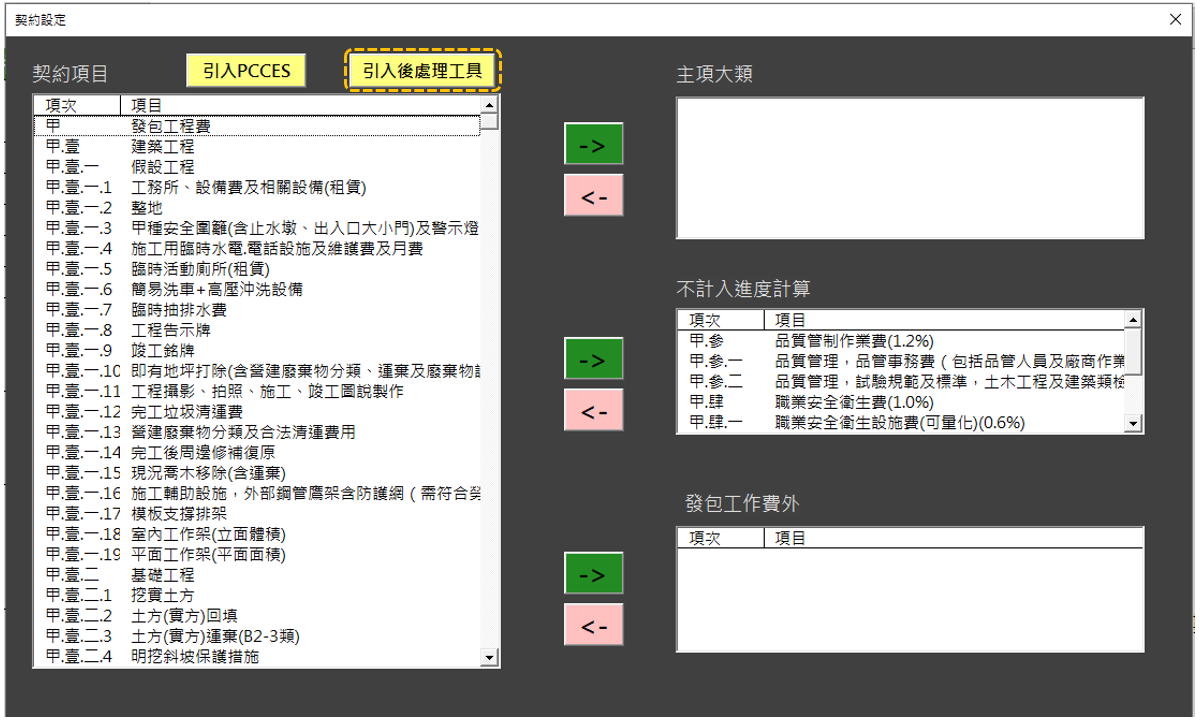 契約設定
契約項目
引入PCCES
引入後處理工具
項次 項目
甲 發包工程費
甲.壹 建築工程
甲.壹.一 假設工程
甲.壹.一.1 工務所、設備費及相關設備(租賃)
甲.壹.一.2 整地
甲.壹.一.3 甲種安全圍籬(含止水墩、出入口大小門)及警示燈
甲.壹.一.4 施工用臨時水電.電話設施及維護費及月費
甲.壹.一.5 臨時活動廁所(租賃)
甲.壹.一.6 簡易洗車+高壓沖洗設備
甲.壹.一.7 臨時抽排水費
甲.壹.一.8 工程告示牌
甲.壹.一.9 竣工銘牌
甲.壹.一.10 即有地坪打除(含營建廢棄物分類、運棄及廢棄物
甲.壹.一.11 工程攝影、拍照、施工、竣工圖說製作
甲.壹.一.12 完工垃圾清運費
甲.壹.一.13 營建廢棄物分類及合法清運費用
甲.壹.一.14 完工後周邊修補復原
甲.壹.一.15 現況喬木移除(含運棄)
甲.壹.一.16 施工輔助設施，外部鋼管鷹架含防護網（需符合勞
甲.壹.一.17 模板支撐排架
甲.壹.一.18 室內工作架(立面體積)
甲.壹.一.19 平面工作架(平面面積)
甲.壹.二 基礎工程
甲.壹.二.1 挖實土方
甲.壹.二.2 土方(實方)回填
甲.壹.二.3 土方(實方)運棄(B2-3類)
甲.壹.二.4 明挖斜坡保護措施
->
<-
->
<-
->
<-
主項大類
不計入進度計算
項次 項目
甲.參 品質管制作業費(1.2%)
甲.參.一 品質管理，品管事務費（包括品管人員及廠商作業
甲.參.二 品質管理，試驗規範及標準，土木工程及建築類檢
甲.肆 職業安全衛生費(1.0%)
甲.肆.一 職業安全衛生設施費(可量化)(0.6%)
發包工作費外
項次 項目